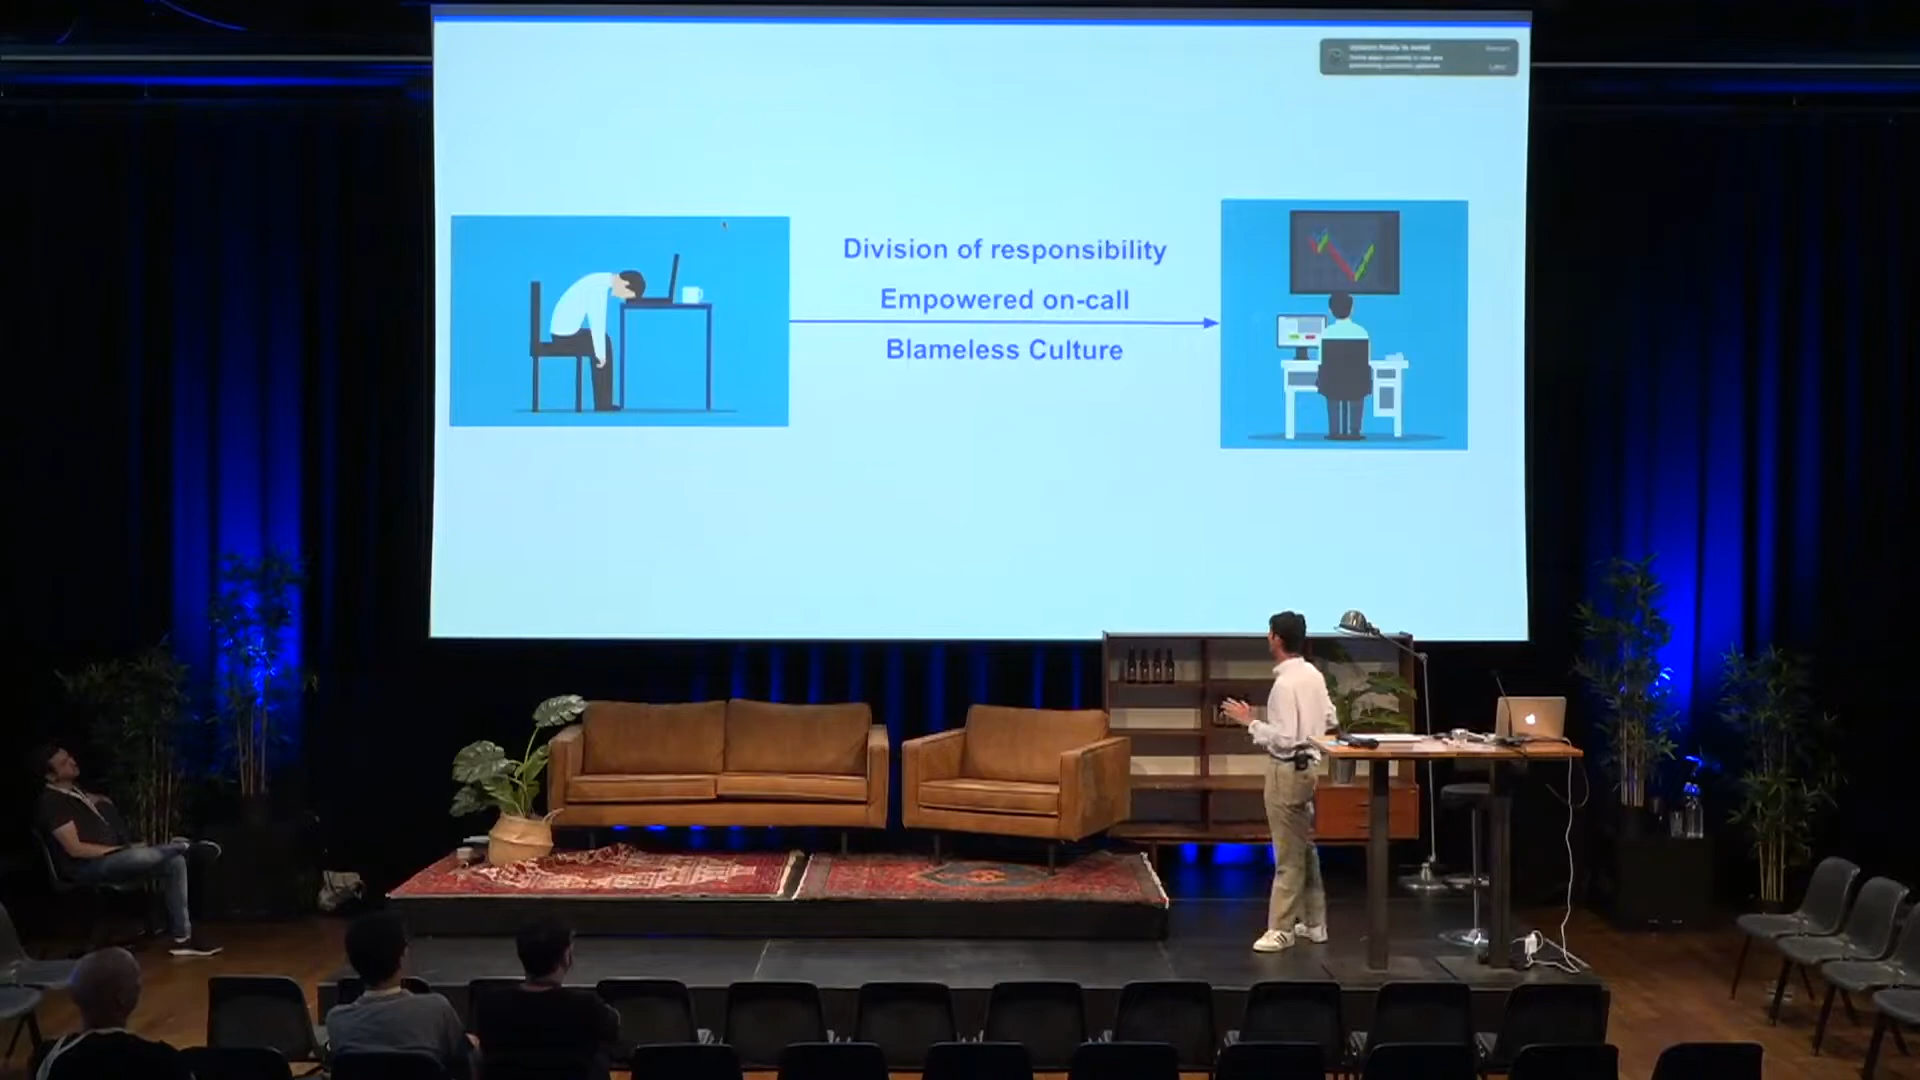 Division of responsibility
Empowered on-call
Blameless Culture